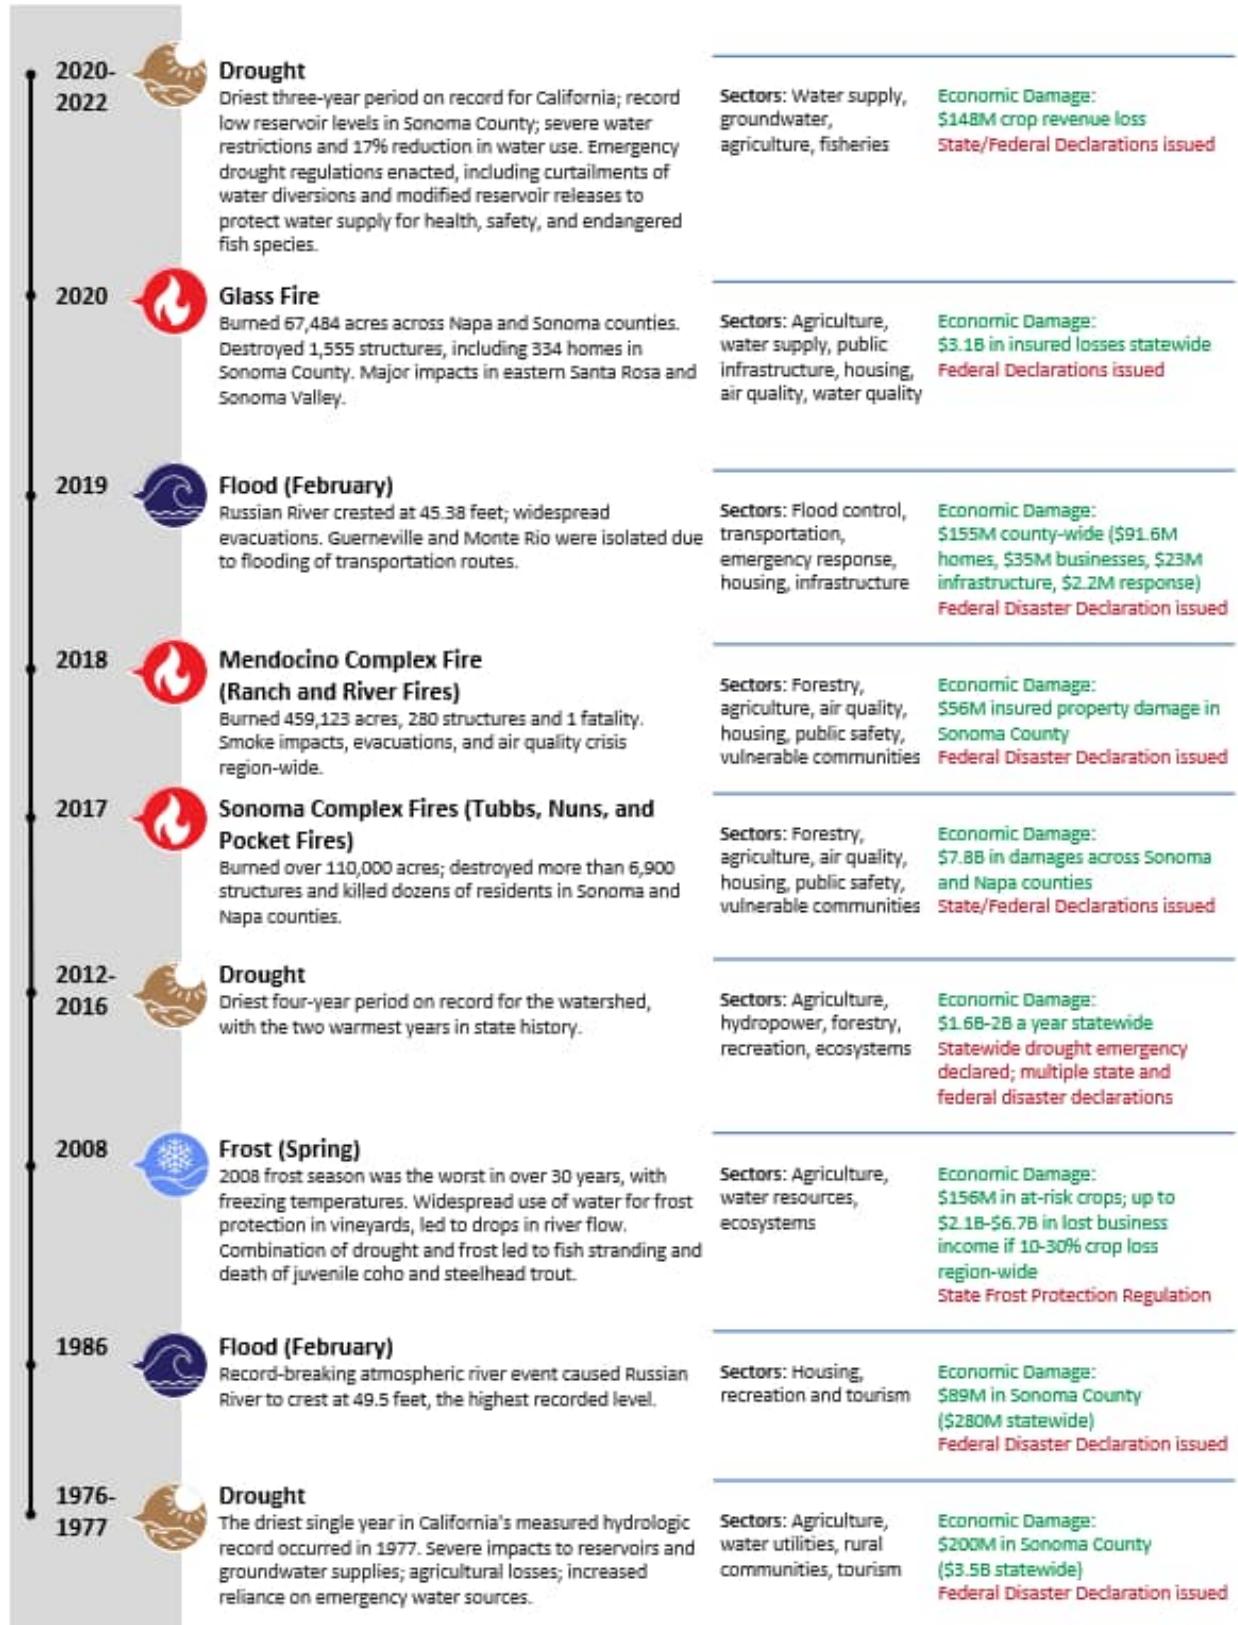 2020-
2022
Drought
Driest three-year period on record for California; record
low reservoir levels in Sonoma County; severe water
restrictions and 17% reduction in water use. Emergency
drought regulations enacted, including curtailments of
water diversions and modified reservoir releases to
protect water supply for health, safety, and endangered
fish species.
Sectors: Water supply,
groundwater,
agriculture, fisheries
Economic Damage:
$148M crop revenue loss
State/Federal Declarations issued
2020
Glass Fire
Burned 67,484 acres across Napa and Sonoma counties.
Destroyed 1,555 structures, including 334 homes in
Sonoma County. Major impacts in eastern Santa Rosa and
Sonoma Valley.
Sectors: Agriculture,
water supply, public
infrastructure, housing,
air quality, water quality
Economic Damage:
$3.1B in insured losses statewide
Federal Declarations issued
2019
Flood (February)
Russian River crested at 45.38 feet; widespread
evacuations. Guerneville and Monte Rio were isolated due
to flooding of transportation routes.
Sectors: Flood control,
transportation,
emergency response,
housing, infrastructure
Economic Damage:
$155M county-wide ($91.6M
homes, $35M businesses, $23M
infrastructure, $2.2M response)
Federal Disaster Declaration issued
2018
Mendocino Complex Fire
(Ranch and River Fires)
Burned 459,123 acres, 280 structures and 1 fatality.
Smoke impacts, evacuations, and air quality crisis
region-wide.
Sectors: Forestry,
agriculture, air quality,
housing, public safety,
vulnerable communities
Economic Damage:
$56M insured property damage in
Sonoma County
Federal Disaster Declaration issued
2017
Sonoma Complex Fires (Tubbs, Nuns, and
Pocket Fires)
Burned over 110,000 acres; destroyed more than 6,900
structures and killed dozens of residents in Sonoma and
Napa counties.
Sectors: Forestry,
agriculture, air quality,
housing, public safety,
vulnerable communities
Economic Damage:
$7.8B in damages across Sonoma
and Napa counties
State/Federal Declarations issued
2012-
2016
Drought
Driest four-year period on record for the watershed,
with the two warmest years in state history.
Sectors: Agriculture,
hydropower, forestry,
recreation, ecosystems
Economic Damage:
$1.6B-2B a year statewide
Statewide drought emergency
declared; multiple state and
federal disaster declarations
2008
Frost (Spring)
2008 frost season was the worst in over 30 years, with
freezing temperatures. Widespread use of water for frost
protection in vineyards, led to drops in river flow.
Combination of drought and frost led to fish stranding and
death of juvenile coho and steelhead trout.
Sectors: Agriculture,
water resources,
ecosystems
Economic Damage:
$156M in at-risk crops; up to
$2.1B-$6.7B in lost business
income if 10-30% crop loss
region-wide
State Frost Protection Regulation
1986
Flood (February)
Record-breaking atmospheric river event caused Russian
River to crest at 49.5 feet, the highest recorded level.
Sectors: Housing,
recreation and tourism
Economic Damage:
$89M in Sonoma County
($280M statewide)
Federal Disaster Declaration issued
1976-
1977
Drought
The driest single year in California's measured hydrologic
record occurred in 1977. Severe impacts to reservoirs and
groundwater supplies; agricultural losses; increased
reliance on emergency water sources.
Sectors: Agriculture,
water utilities, rural
communities, tourism
Economic Damage:
$200M in Sonoma County
($3.5B statewide)
Federal Disaster Declaration issued